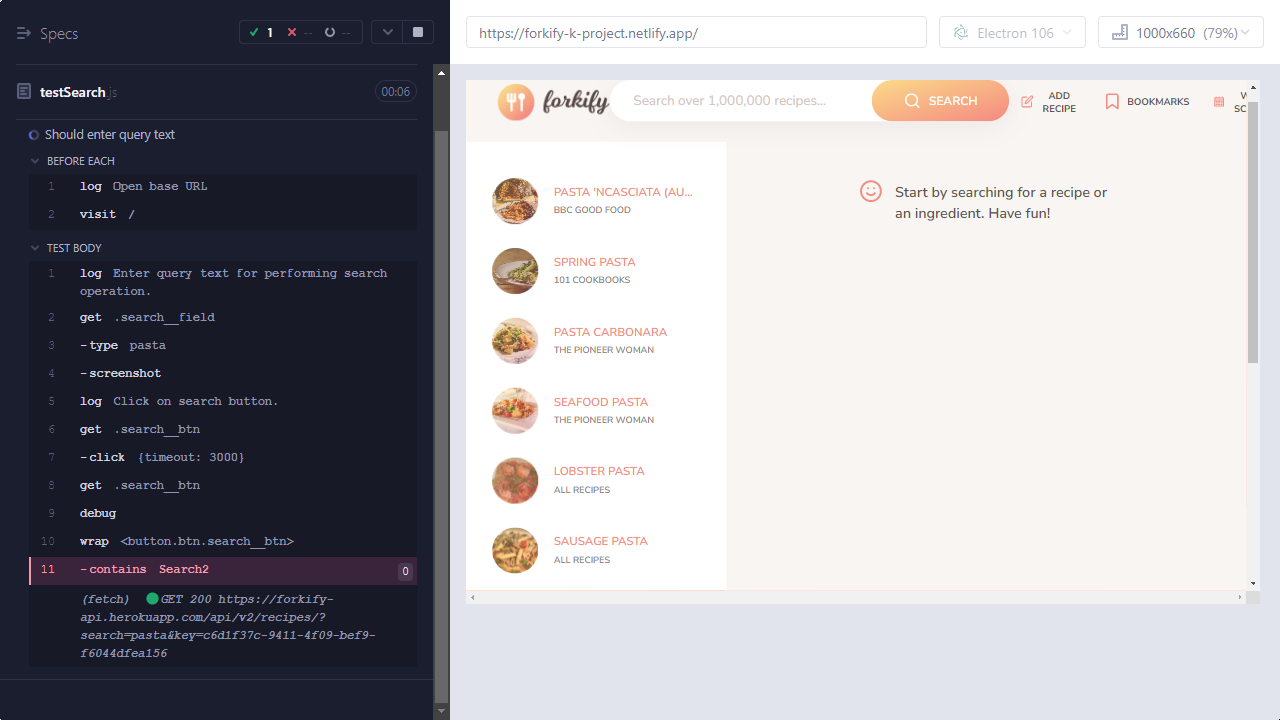 Specs
1
--
--
testSearch.js
00:06
Should enter query text
BEFORE EACH
1 log Open base URL
2 visit /
TEST BODY
1 log Enter query text for performing search
operation.
2 get .search__field
3 -type pasta
4 -screenshot
5 log Click on search button.
6 get .search__btn
7 -click {timeout: 3000}
8 get .search__btn
9 debug
10 wrap <button.btn.search__btn>
11 -contains Search2 0
(fetch) GET 200 https://forkify-
api.herokuapp.com/api/v2/recipes/?
search=pasta&key=c6d1f37c-9411-4f09-bef9-
f6044dfea156
https://forkify-k-project.netlify.app/
Electron 106
1000x660 (79%)
forkify
Search over 1,000,000 recipes...
SEARCH
ADD
RECIPE
BOOKMARKS
W
SC
PASTA 'NCASCIATA (AU...
BBC GOOD FOOD
SPRING PASTA
101 COOKBOOKS
PASTA CARBONARA
THE PIONEER WOMAN
SEAFOOD PASTA
THE PIONEER WOMAN
LOBSTER PASTA
ALL RECIPES
SAUSAGE PASTA
ALL RECIPES
Start by searching for a recipe or
an ingredient. Have fun!